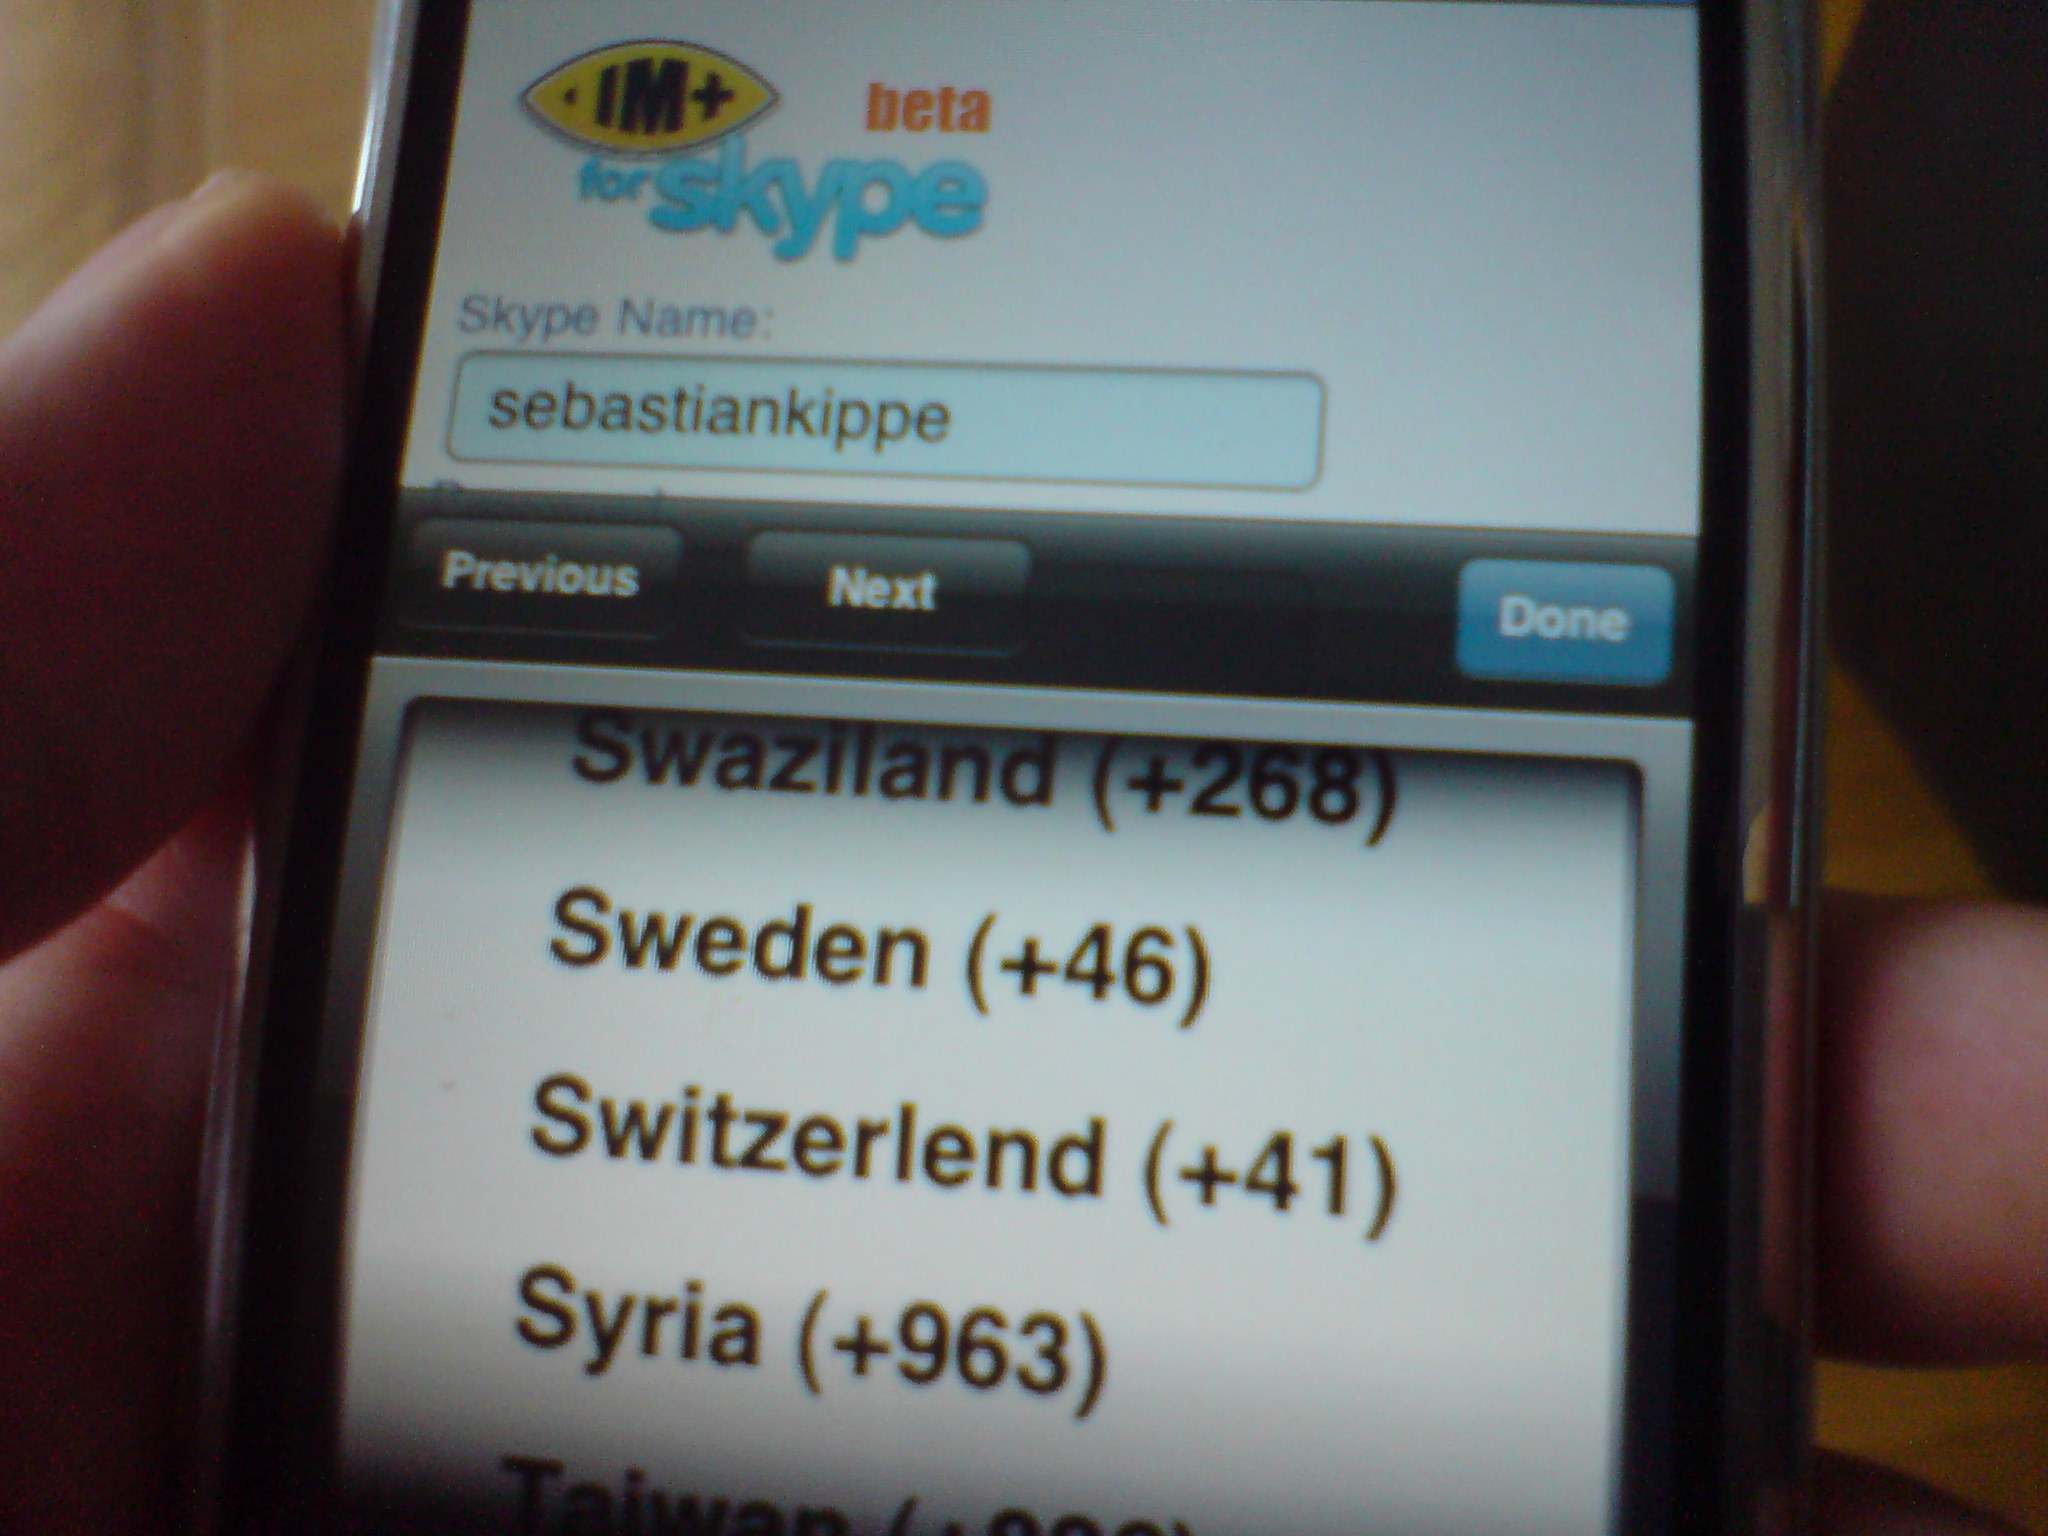 IM+
beta
for skype
Skype Name:
sebastiankippe
Previous Next Done
Swaziland (+268)
Sweden (+46)
Switzerlend (+41)
Syria (+963)
Taiwan